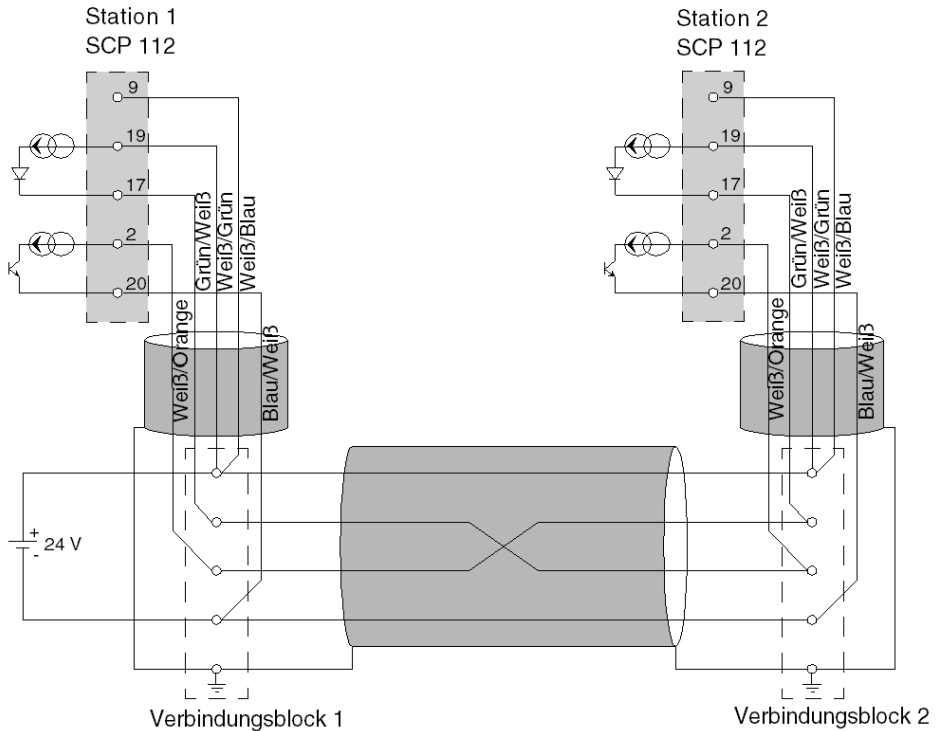 Station 1
SCP 112
9
19
17
2
20
Grün/Weiß
Weiß/Grün
Weiß/Blau
Weiß/Orange
Blau/Weiß
Station 2
SCP 112
9
19
17
2
20
Grün/Weiß
Weiß/Grün
Weiß/Blau
Weiß/Orange
Blau/Weiß
+
24 V
-
Verbindungsblock 1
Verbindungsblock 2